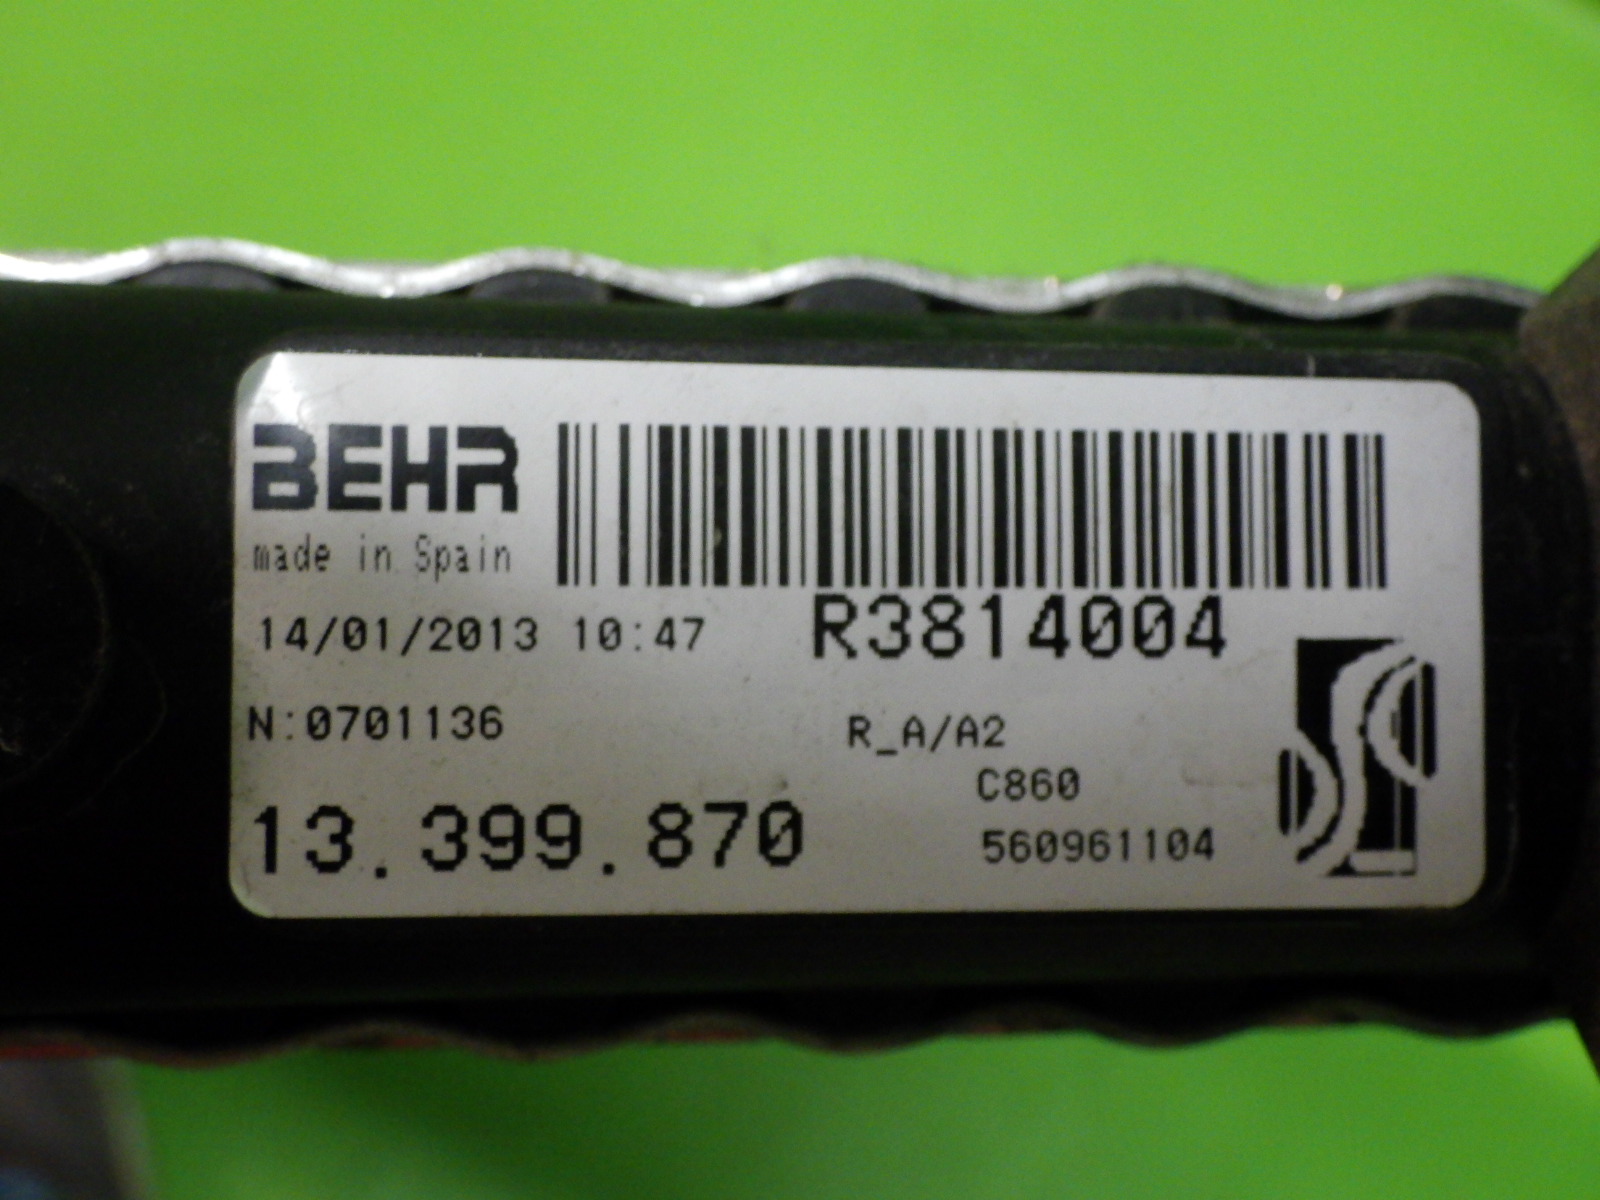 BEHR
made in Spain
14/01/2013 10:47
R3814004
N:0701136
R_A/A2
C860
13.399.870
560961104